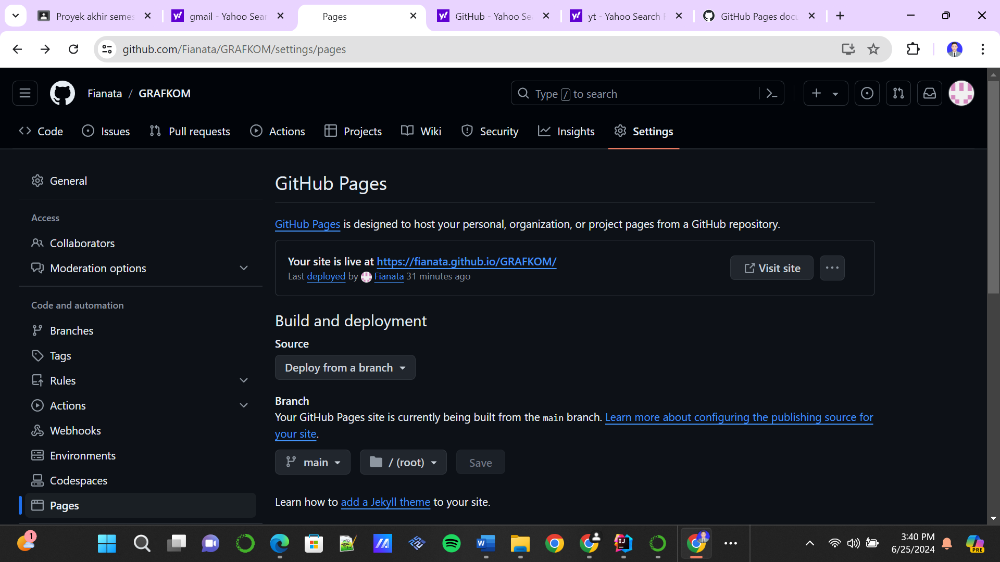 Proyek akhir semes
gmail - Yahoo Sear
Pages
GitHub - Yahoo Se
yt - Yahoo Search
GitHub Pages docu
github.com/Fianata/GRAFKOM/settings/pages
Fianata / GRAFKOM
Type / to search
Code
Issues
Pull requests
Actions
Projects
Wiki
Security
Insights
Settings
General
Access
Collaborators
Moderation options
Code and automation
Branches
Tags
Rules
Actions
Webhooks
Environments
Codespaces
Pages
GitHub Pages
GitHub Pages is designed to host your personal, organization, or project pages from a GitHub repository.
Your site is live at https://fianata.github.io/GRAFKOM/
Last deployed by Fianata 31 minutes ago
Visit site
Build and deployment
Source
Deploy from a branch
Branch
Your GitHub Pages site is currently being built from the main branch. Learn more about configuring the publishing source for
your site.
main
/ (root)
Save
Learn how to add a Jekyll theme to your site.
1
W
IJ
3:40 PM
6/25/2024
PRE